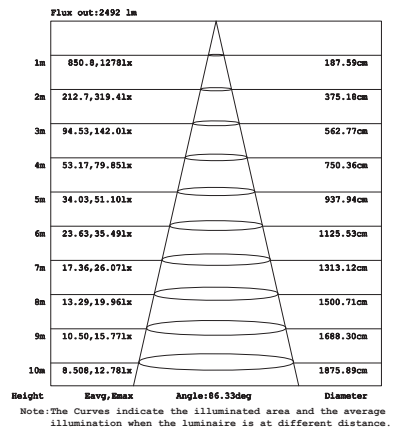 Flux out:2492 lm
1m 850.8,1278lx 187.59cm
2m 212.7,319.4lx 375.18cm
3m 94.53,142.0lx 562.77cm
4m 53.17,79.85lx 750.36cm
5m 34.03,51.10lx 937.94cm
6m 23.63,35.49lx 1125.53cm
7m 17.36,26.07lx 1313.12cm
8m 13.29,19.96lx 1500.71cm
9m 10.50,15.77lx 1688.30cm
10m 8.508,12.78lx 1875.89cm
Height Eavg,Emax Angle:86.33deg Diameter
Note:The Curves indicate the illuminated area and the average
illumination when the luminaire is at different distance.